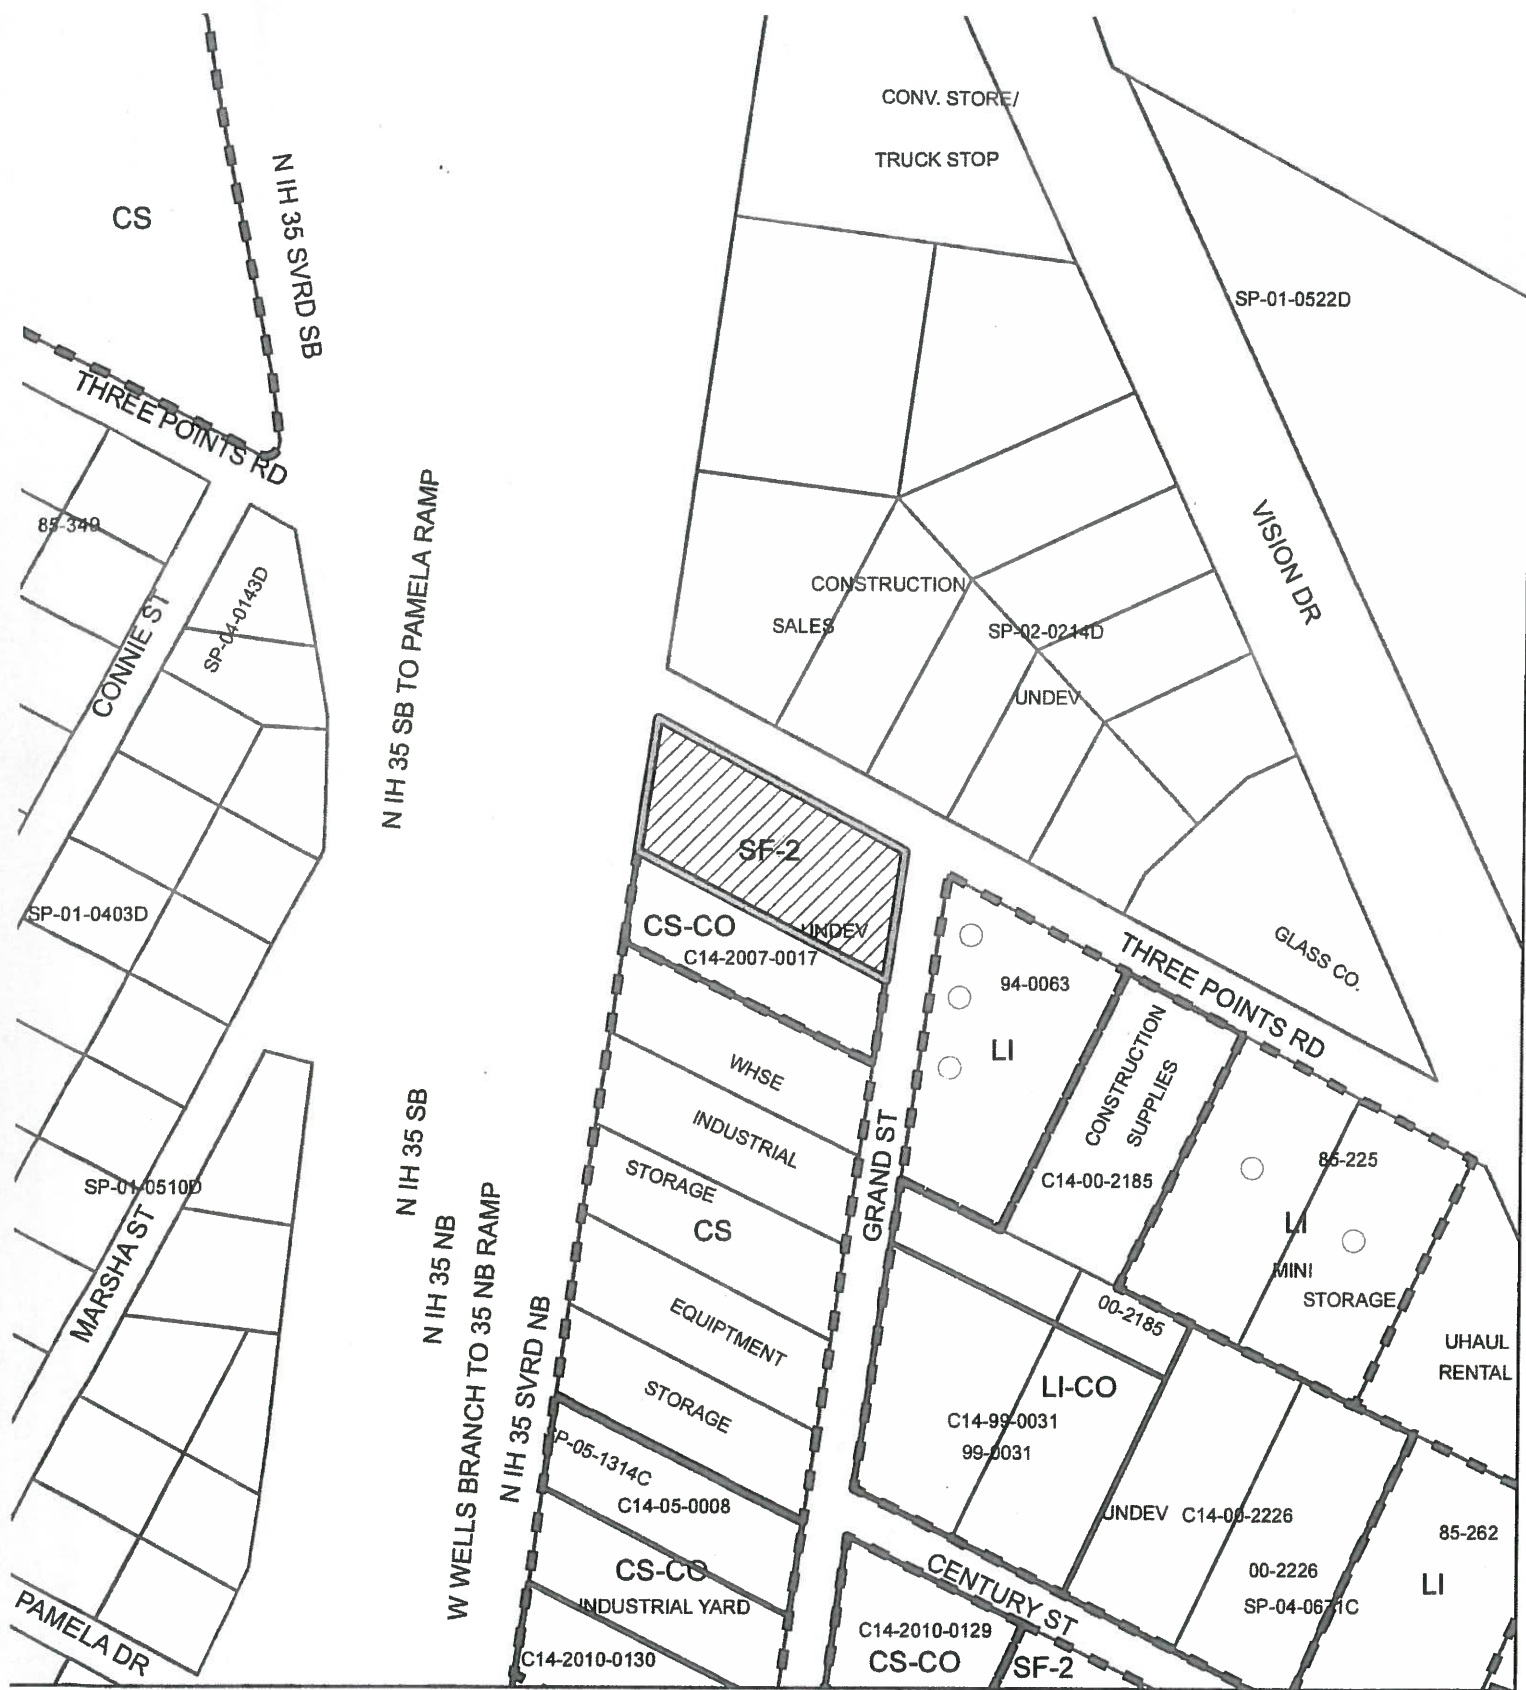 CONV. STORE/
TRUCK STOP
CS
N IH 35 SVRD SB
SP-01-0522D
THREE POINTS RD
85-349
SP-04-0143D
CONNIE ST
N IH 35 SB TO PAMELA RAMP
VISION DR
CONSTRUCTION
SALES
SP-02-0214D
UNDEV
SF-2
SP-01-0403D
CS-CO
UNDEV
C14-2007-0017
GLASS CO.
THREE POINTS RD
94-0063
LI
CONSTRUCTION
SUPPLIES
C14-00-2185
WHSE
INDUSTRIAL
STORAGE
CS
GRAND ST
85-225
LI
MINI
STORAGE
UHAUL
RENTAL
SP-01-0510D
MARSHA ST
N IH 35 SB
N IH 35 NB
W WELLS BRANCH TO 35 NB RAMP
N IH 35 SVRD NB
EQUIPTMENT
STORAGE
00-2185
LI-CO
C14-99-0031
99-0031
SP-05-1314C
C14-05-0008
UNDEV
C14-00-2226
00-2226
SP-04-0671C
85-262
LI
CS-CO
INDUSTRIAL YARD
C14-2010-0130
CENTURY ST
C14-2010-0129
CS-CO
SF-2
PAMELA DR